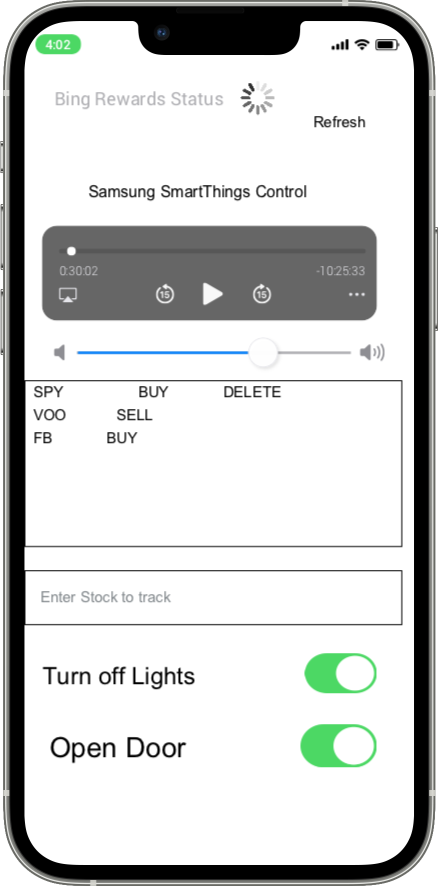 4:02
Bing Rewards Status
Refresh
Samsung SmartThings Control
0:30:02 -10:25:33
15 15
SPY BUY DELETE
VOO SELL
FB BUY
Enter Stock to track
Turn off Lights
Open Door